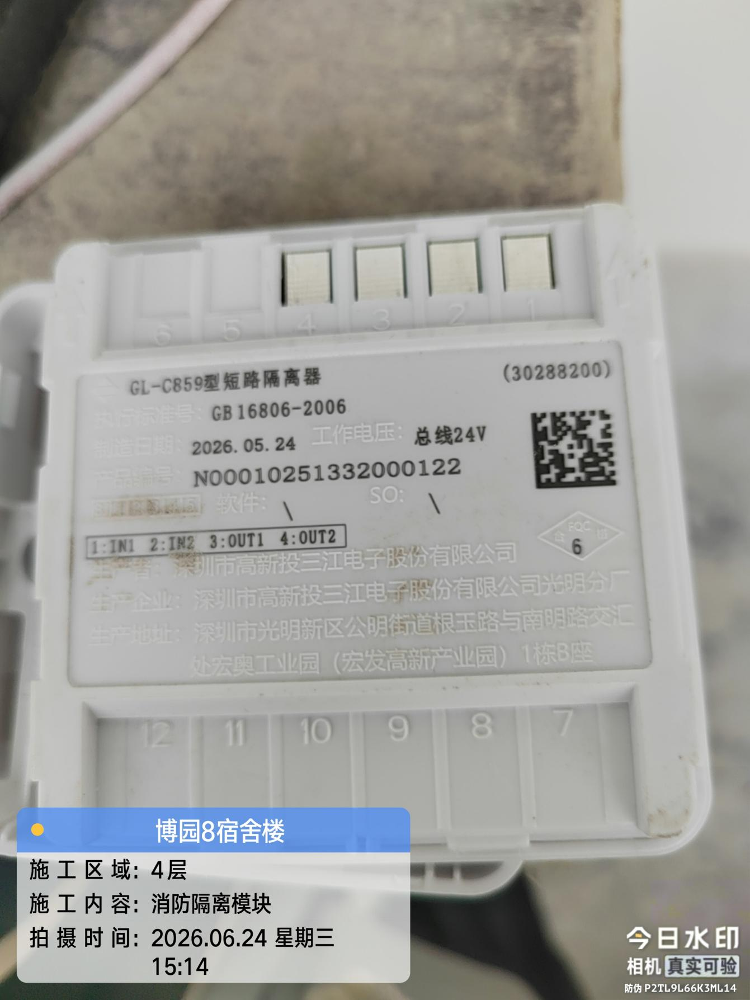 6 5 4 3 2 1
GL-C859型短路隔离器 (30288200)
执行标准号: GB 16806-2006
制造日期: 2026.05.24 工作电压: 总线24V
产品编号: N00010251332000122
软件: \ SO: \
1:IN1 2:IN2 3:OUT1 4:OUT2
FQC
合 格
6
生产者: 深圳市高新投三江电子股份有限公司
生产企业: 深圳市高新投三江电子股份有限公司光明分厂
生产地址: 深圳市光明新区公明街道根玉路与南明路交汇
处宏奥工业园（宏发高新产业园）1栋B座
12 11 10 9 8 7
博园8宿舍楼
施工区域: 4层
施工内容: 消防隔离模块
拍摄时间: 2026.06.24 星期三
15:14
今日水印
相机 真实可验
防伪 P2TL9L66K3ML14